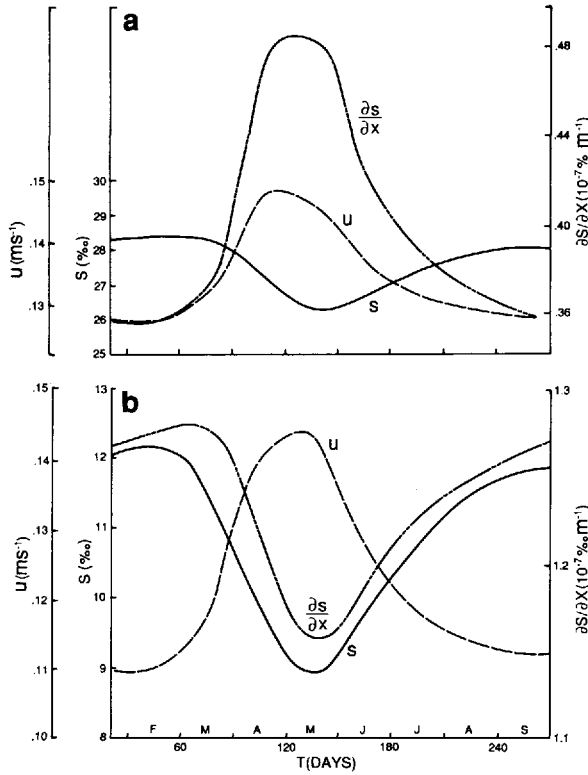 a
u (ms⁻¹)
.15
.14
.13
S (‰)
30
29
28
27
26
25
∂s/∂x
u
s
.48
.44
.40
.36
∂S/∂X(10⁻⁷‰ m⁻¹)
b
u (ms⁻¹)
.15
.14
.13
.12
.11
.10
S (‰)
13
12
11
10
9
8
u
∂s/∂x
s
1.3
1.2
1.1
∂S/∂X(10⁻⁷‰m⁻¹)
F M A M J J A S
60 120 180 240
T(DAYS)